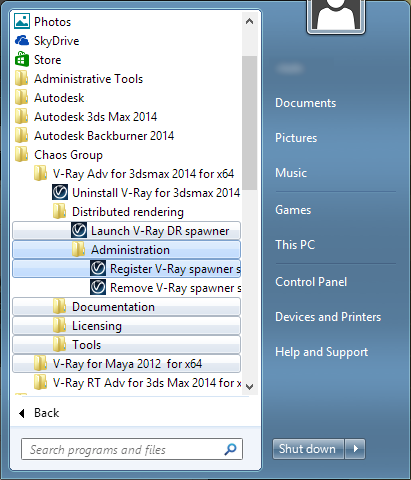 Photos
SkyDrive
Store
Administrative Tools
Autodesk
Autodesk 3ds Max 2014
Autodesk Backburner 2014
Chaos Group
V-Ray Adv for 3dsmax 2014 for x64
Uninstall V-Ray for 3dsmax 2014
Distributed rendering
Launch V-Ray DR spawner
Administration
Register V-Ray spawner s
Remove V-Ray spawner s
Documentation
Licensing
Tools
V-Ray for Maya 2012 for x64
V-Ray RT Adv for 3ds Max 2014 for x
Back
Search programs and files
Documents
Pictures
Music
Games
This PC
Control Panel
Devices and Printers
Help and Support
Shut down